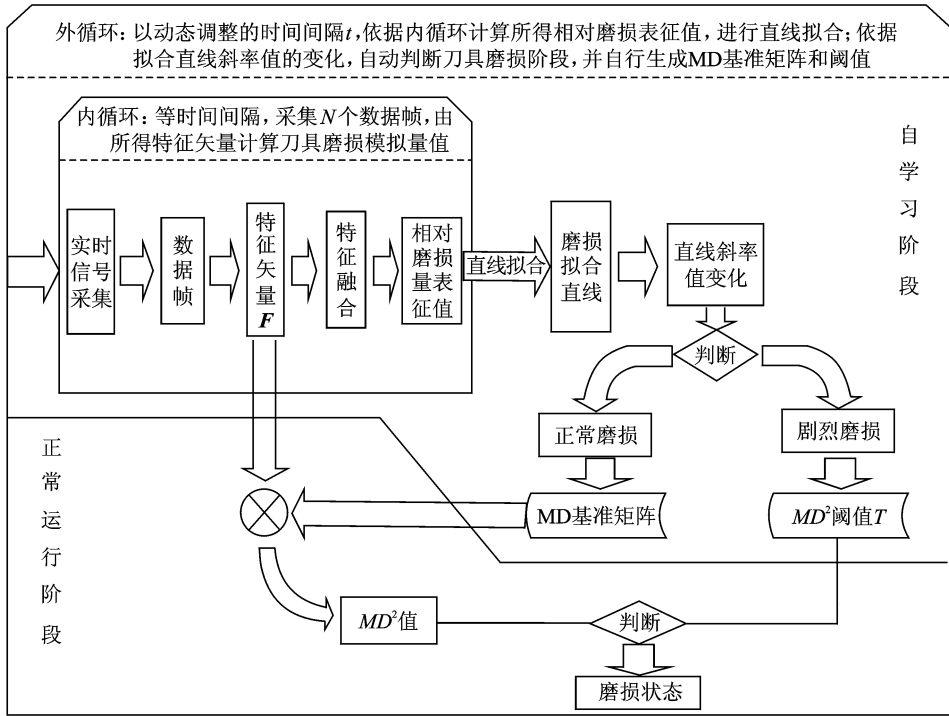 外循环：以动态调整的时间间隔t,依据内循环计算所得相对磨损表征值，进行直线拟合；依据
拟合直线斜率值的变化，自动判断刀具磨损阶段，并自行生成MD基准矩阵和阈值
内循环：等时间间隔，采集N个数据帧，由
所得特征矢量计算刀具磨损模拟量值
自学习阶段
实时
信号
采集
数据帧
特征矢量F
特征融合
相对
磨损
量表
征值
直线拟合
磨损
拟合
直线
直线斜率
值变化
判断
正常磨损
剧烈磨损
MD基准矩阵
MD²阈值T
正常运行阶段
MD²值
判断
磨损状态